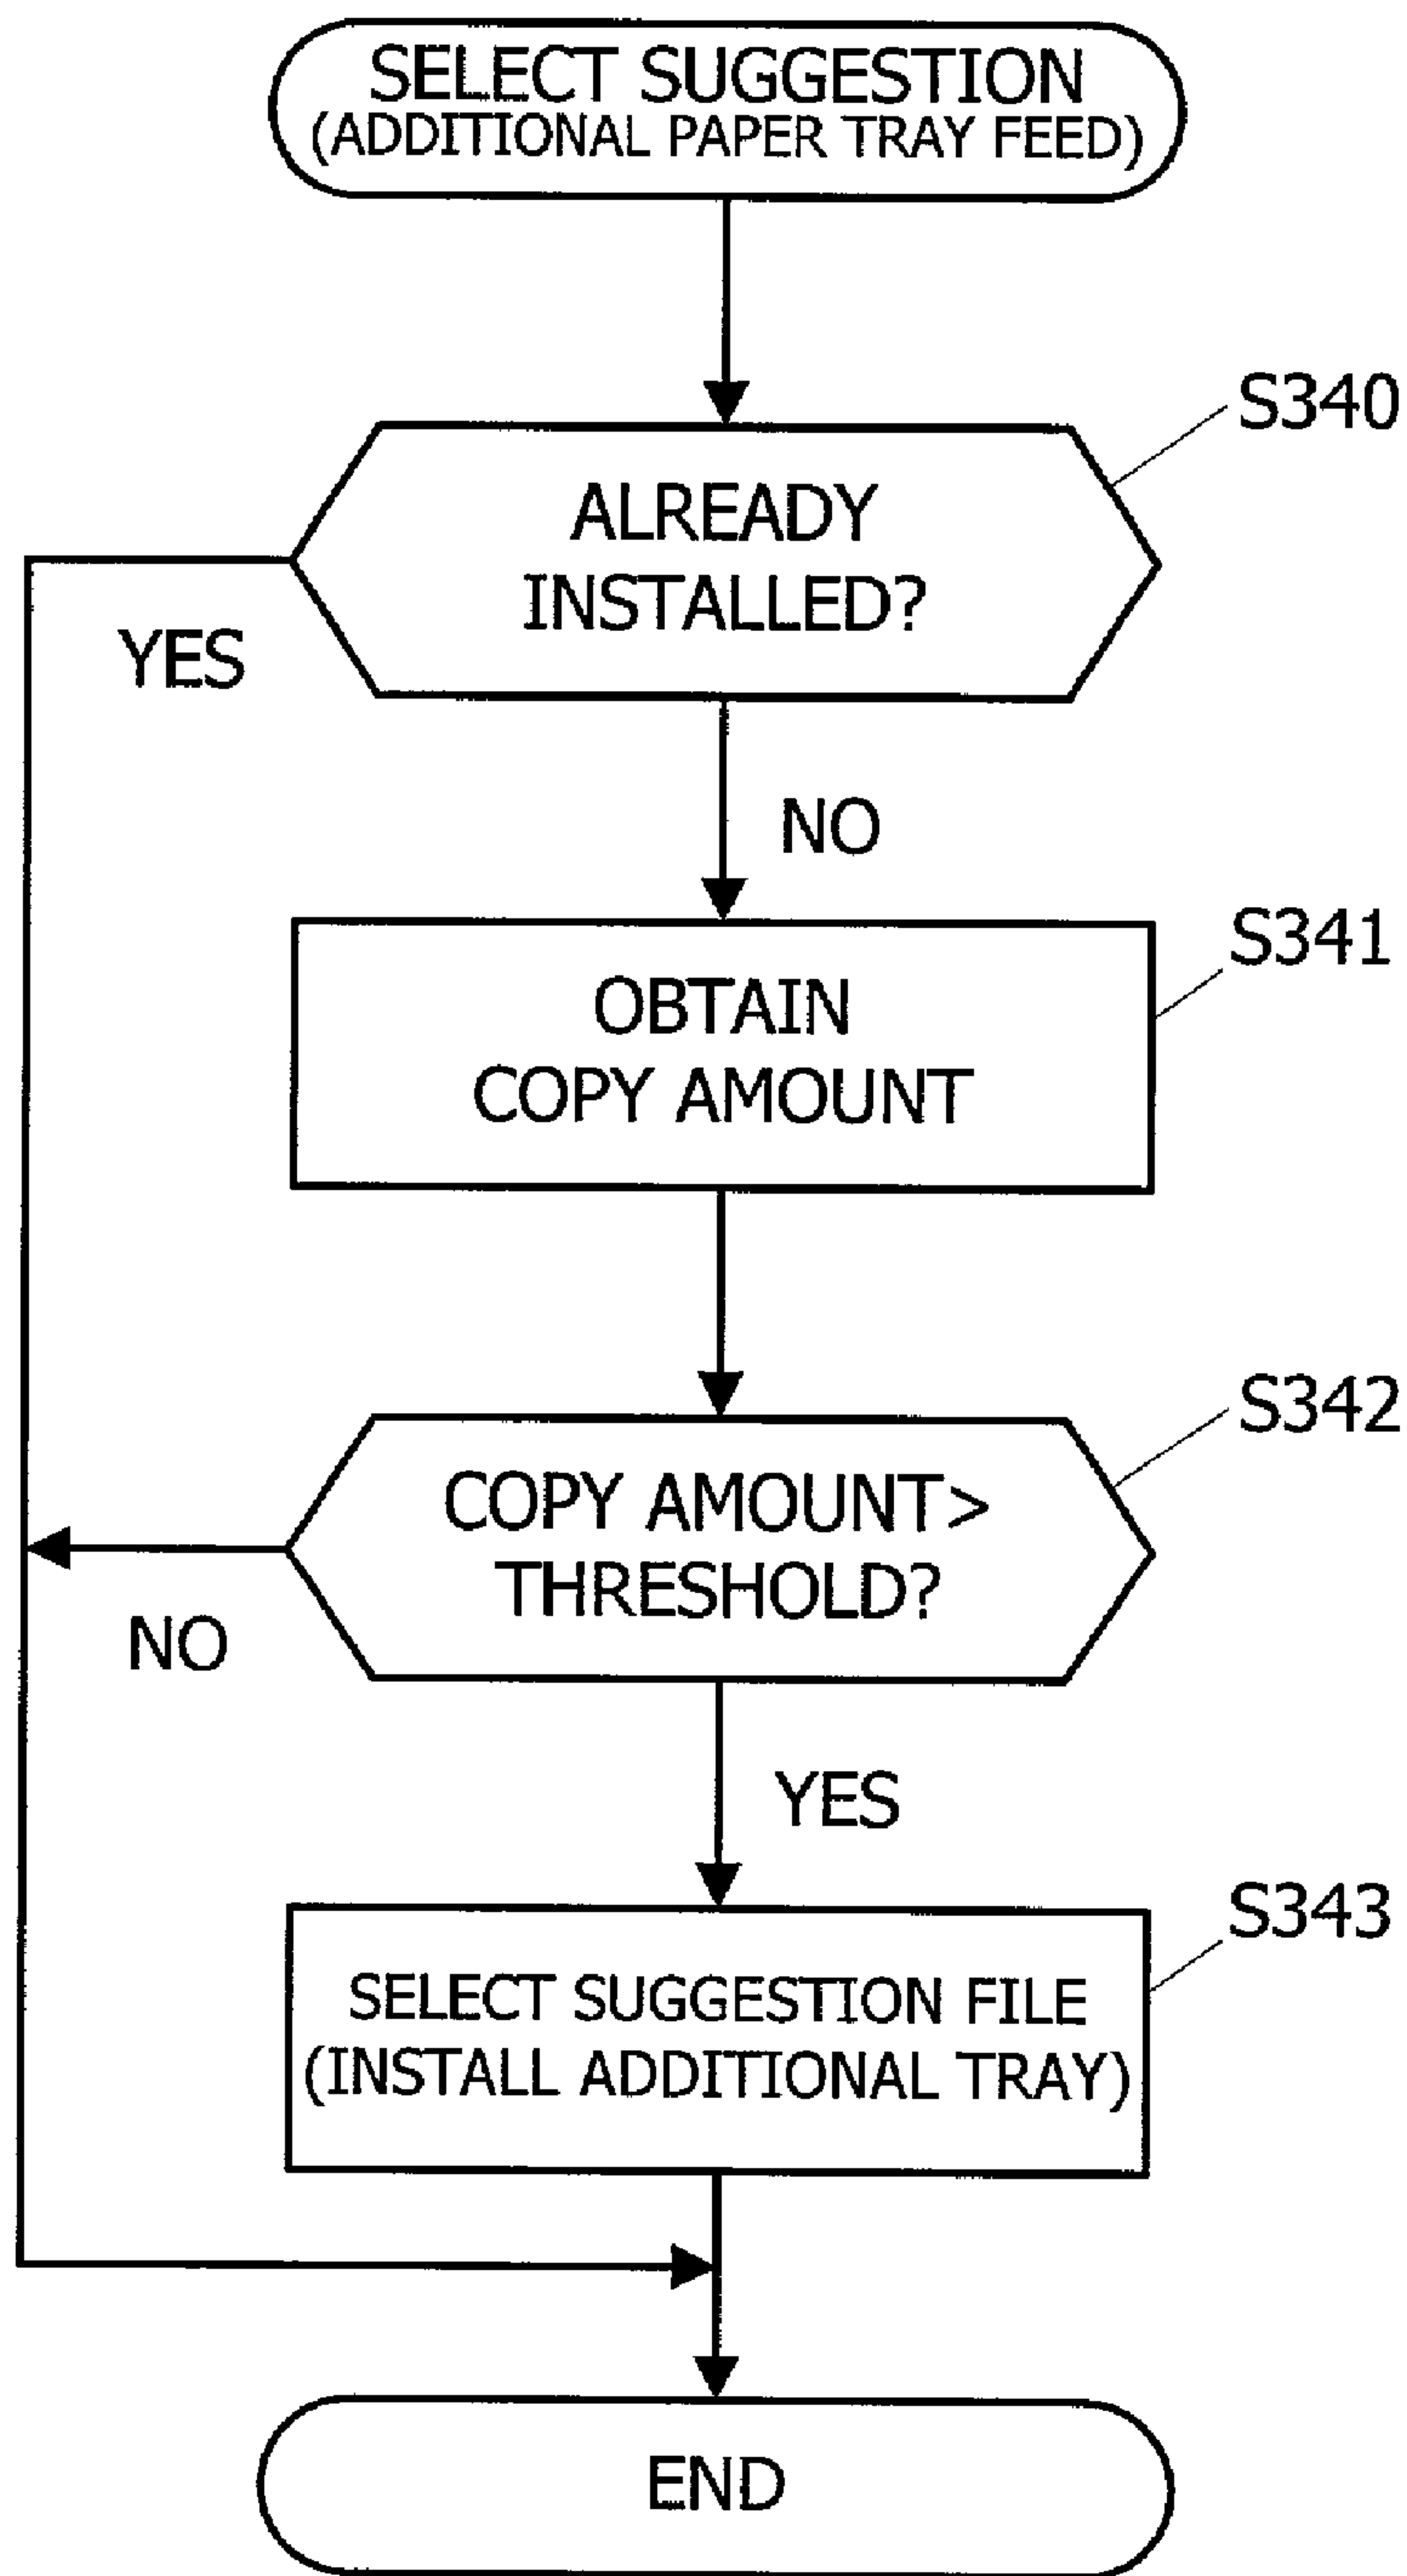 SELECT SUGGESTION
(ADDITIONAL PAPER TRAY FEED)
S340
ALREADY
INSTALLED?
YES
NO
S341
OBTAIN
COPY AMOUNT
S342
COPY AMOUNT>
THRESHOLD?
NO
YES
S343
SELECT SUGGESTION FILE
(INSTALL ADDITIONAL TRAY)
END